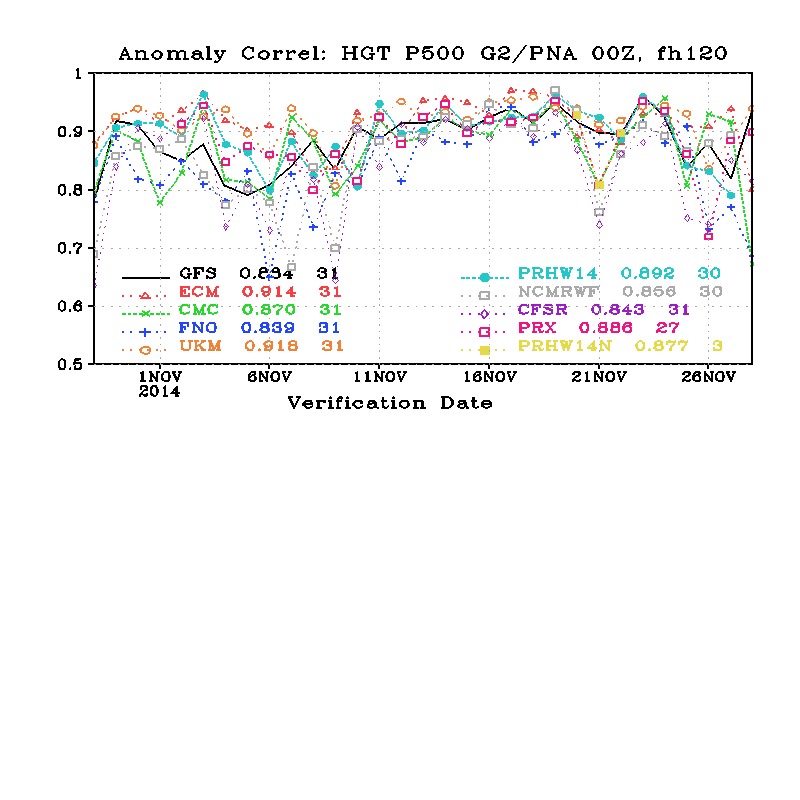 Anomaly Correl: HGT P500 G2/PNA 00Z, fh120
1
0.9
0.8
0.7
0.6
0.5
GFS 0.894 31
ECM 0.914 31
CMC 0.870 31
FNO 0.839 31
UKM 0.918 31
PRHW14 0.892 30
NCMRWF 0.856 30
CFSR 0.843 31
PRX 0.886 27
PRHW14N 0.877 3
1NOV 6NOV 11NOV 16NOV 21NOV 26NOV
2014
Verification Date